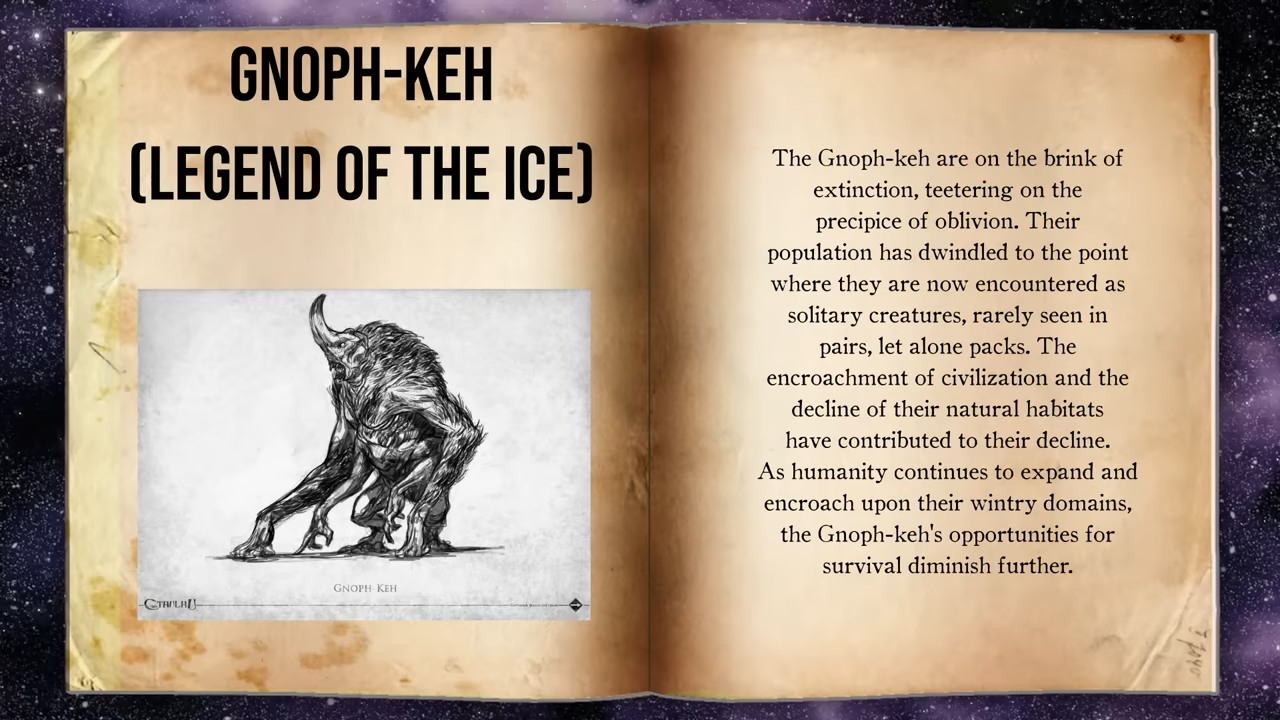 GNOPH-KEH
(LEGEND OF THE ICE)
GNOPH-KEH
CTHULHU
The Gnoph-keh are on the brink of
extinction, teetering on the
precipice of oblivion. Their
population has dwindled to the point
where they are now encountered as
solitary creatures, rarely seen in
pairs, let alone packs. The
encroachment of civilization and the
decline of their natural habitats
have contributed to their decline.
As humanity continues to expand and
encroach upon their wintry domains,
the Gnoph-keh's opportunities for
survival diminish further.